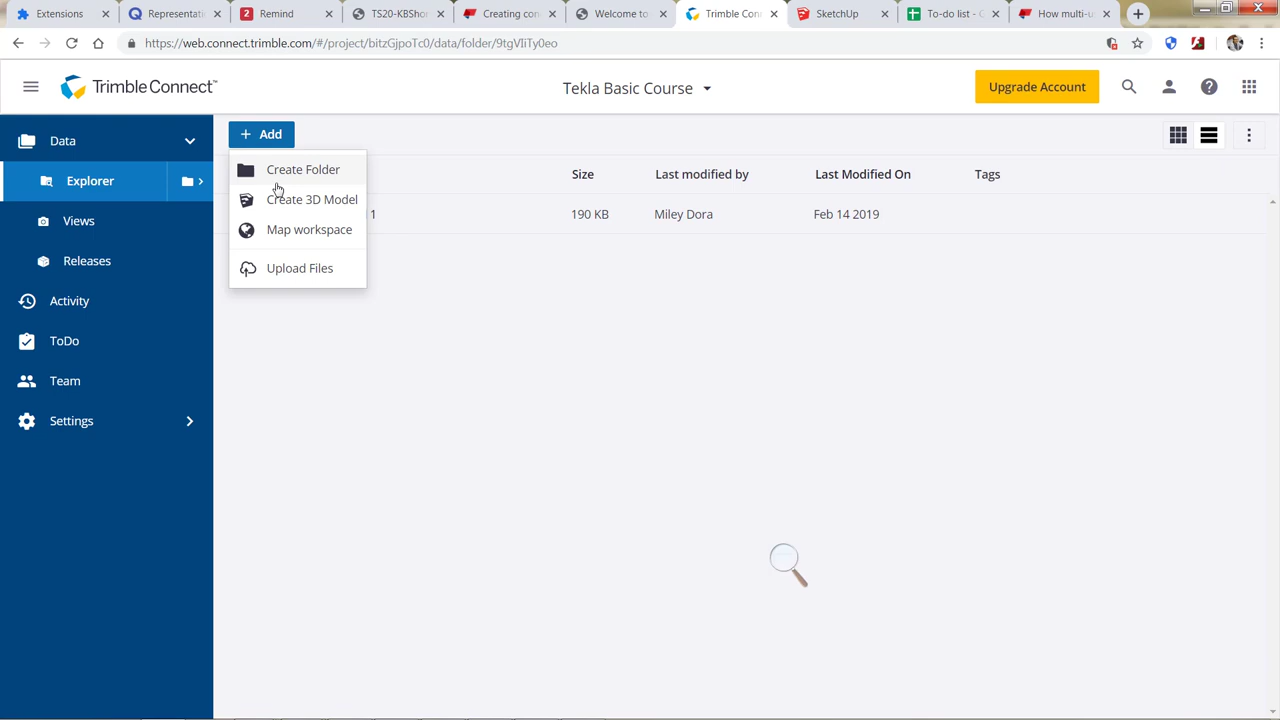 Extensions
Representati
2
Remind
TS20-KBSho
Creating a
Welcome to
Trimble Con
SketchUp
To-do list -
How multi-u
https://web.connect.trimble.com/#/project/bitzGjpoTc0/data/folder/9tgVIiTy0eo
Trimble Connect™
Tekla Basic Course
Upgrade Account
Data
Explorer
Views
Releases
Activity
ToDo
Team
Settings
+ Add
Create Folder
Create 3D Model
Map workspace
Upload Files
Size Last modified by Last Modified On Tags
1 190 KB Miley Dora Feb 14 2019